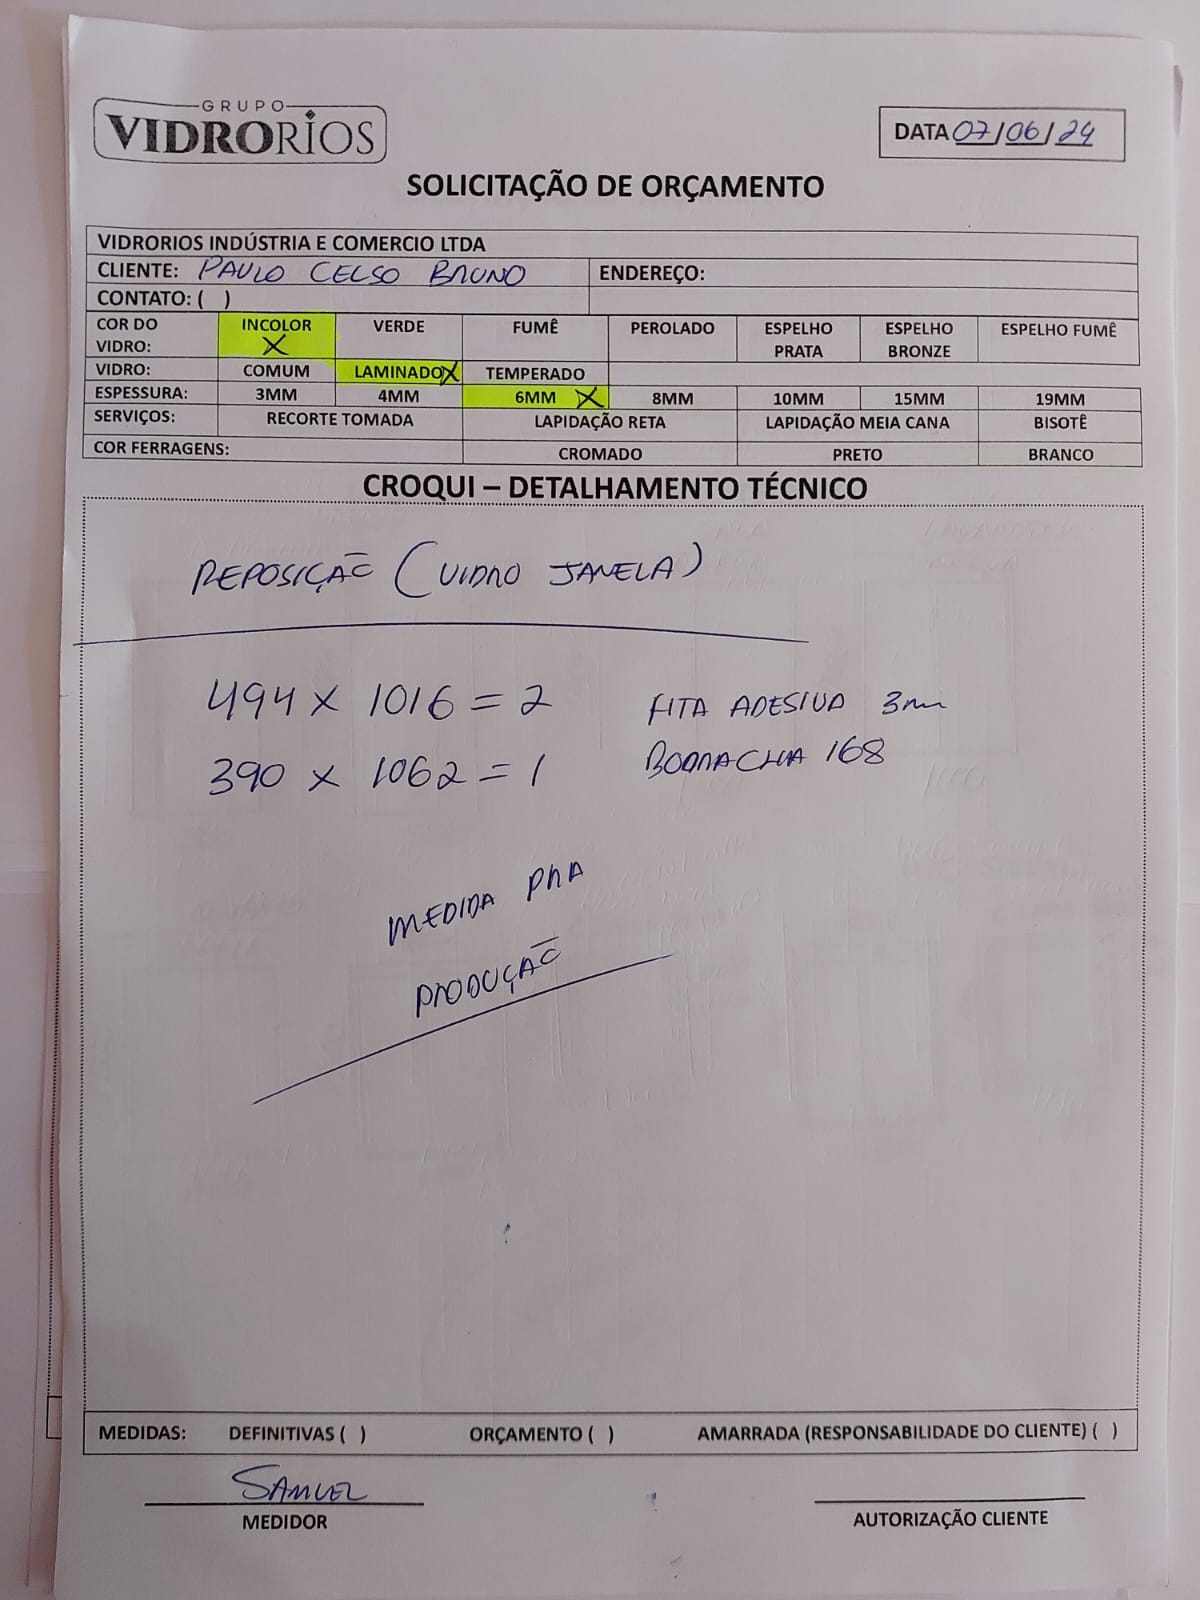 GRUPO
VIDRORIOS
DATA 07/06/24
SOLICITAÇÃO DE ORÇAMENTO
VIDRORIOS INDÚSTRIA E COMERCIO LTDA
CLIENTE: PAULO CELSO BRUNO ENDEREÇO:
CONTATO: ( )
COR DO VIDRO: INCOLOR X VERDE FUMÊ PEROLADO ESPELHO PRATA ESPELHO BRONZE ESPELHO FUMÊ
VIDRO: COMUM LAMINADO X TEMPERADO
ESPESSURA: 3MM 4MM 6MM X 8MM 10MM 15MM 19MM
SERVIÇOS: RECORTE TOMADA LAPIDAÇÃO RETA LAPIDAÇÃO MEIA CANA BISOTÊ
COR FERRAGENS: CROMADO PRETO BRANCO
CROQUI – DETALHAMENTO TÉCNICO
REPOSIÇÃO (VIDRO JANELA)
494 X 1016 = 2 FITA ADESIVA 3mm
390 X 1062 = 1 BORRACHA 168
MEDIDA PRA
PRODUÇÃO
MEDIDAS: DEFINITIVAS ( ) ORÇAMENTO ( ) AMARRADA (RESPONSABILIDADE DO CLIENTE) ( )
SAMUEL
MEDIDOR AUTORIZAÇÃO CLIENTE